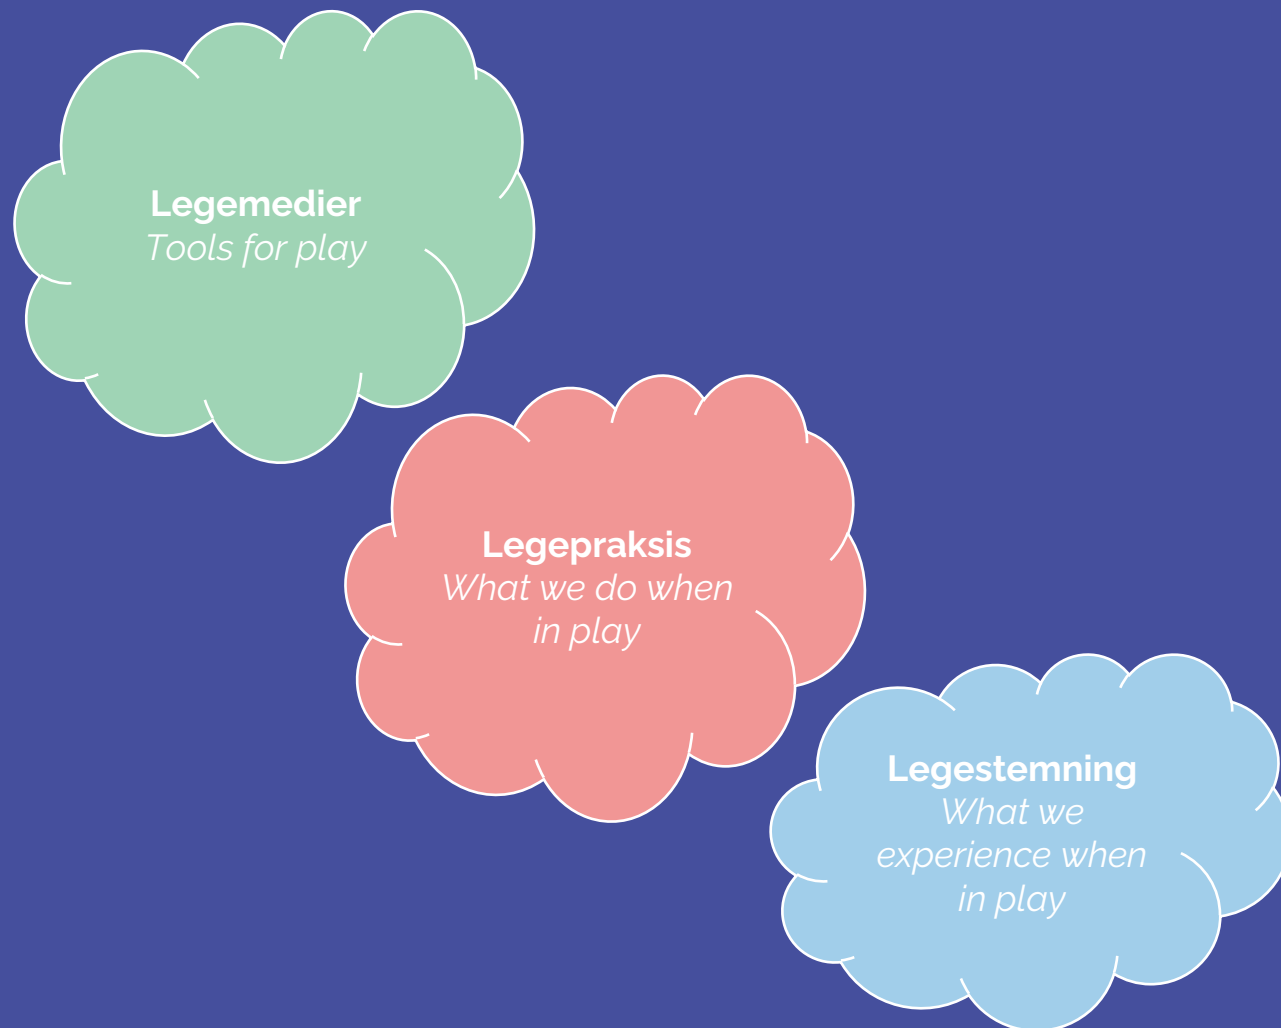 Legemedier
Tools for play
Legepraksis
What we do when
in play
Legestemning
What we
experience when
in play